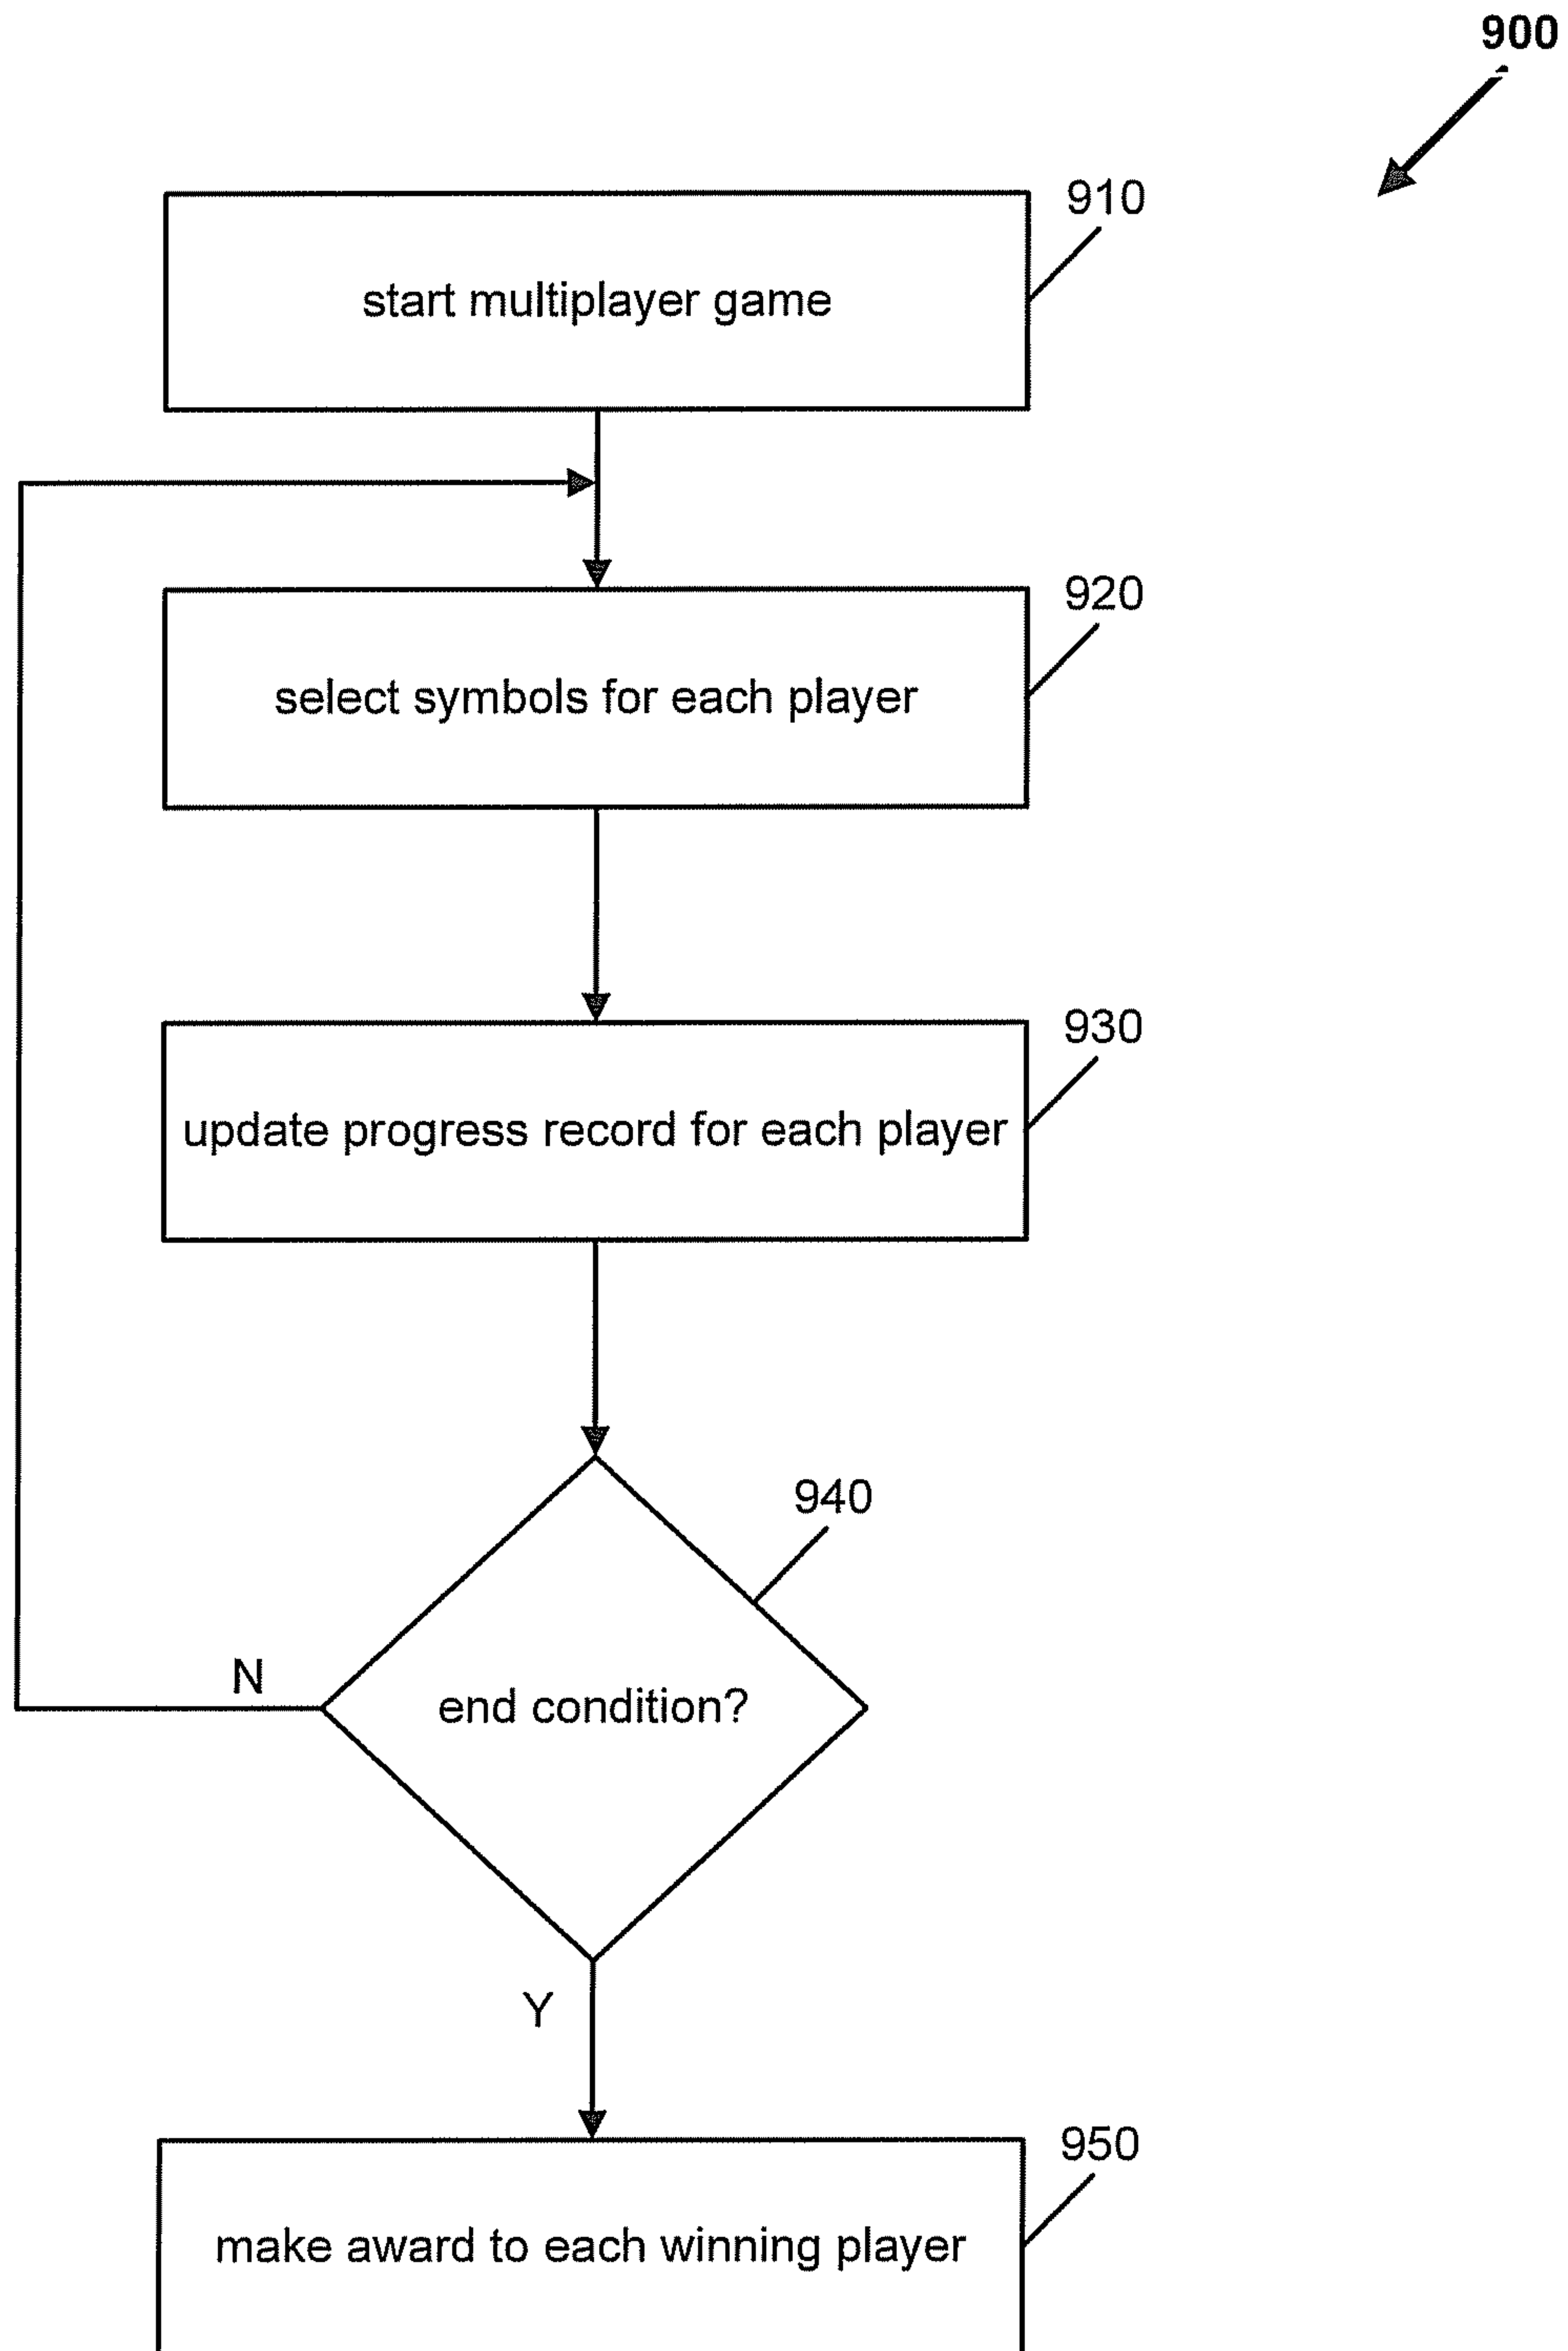 900
910
start multiplayer game
920
select symbols for each player
930
update progress record for each player
940
N
end condition?
Y
950
make award to each winning player